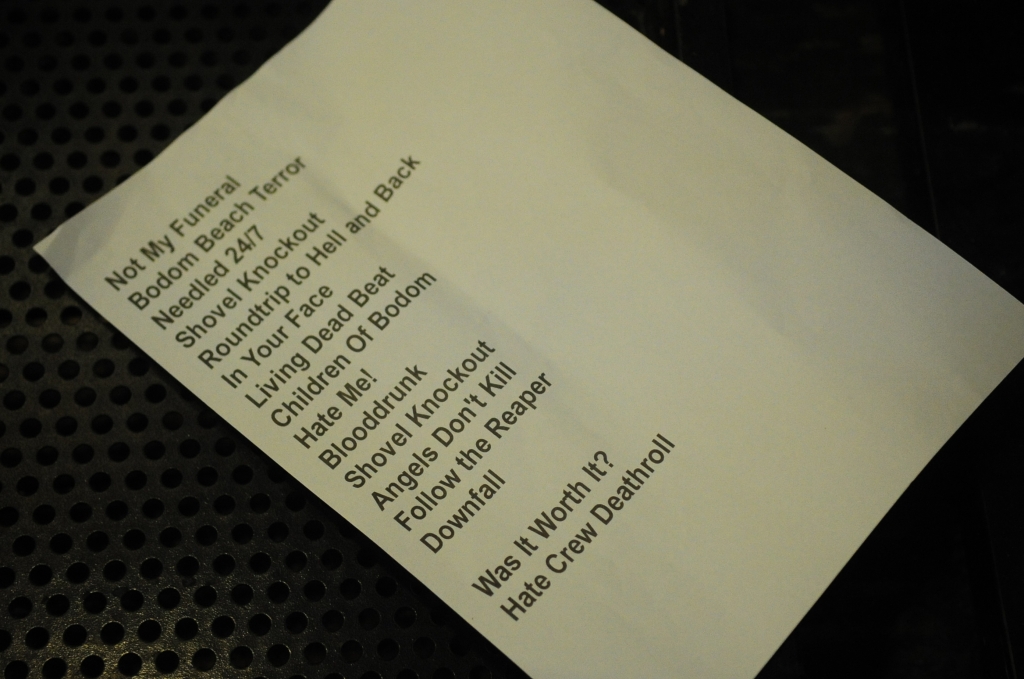 Not My Funeral
Bodom Beach Terror
Needled 24/7
Shovel Knockout
Roundtrip to Hell and Back
In Your Face
Living Dead Beat
Children Of Bodom
Hate Me!
Blooddrunk
Shovel Knockout
Angels Don't Kill
Follow the Reaper
Downfall
Was It Worth It?
Hate Crew Deathroll